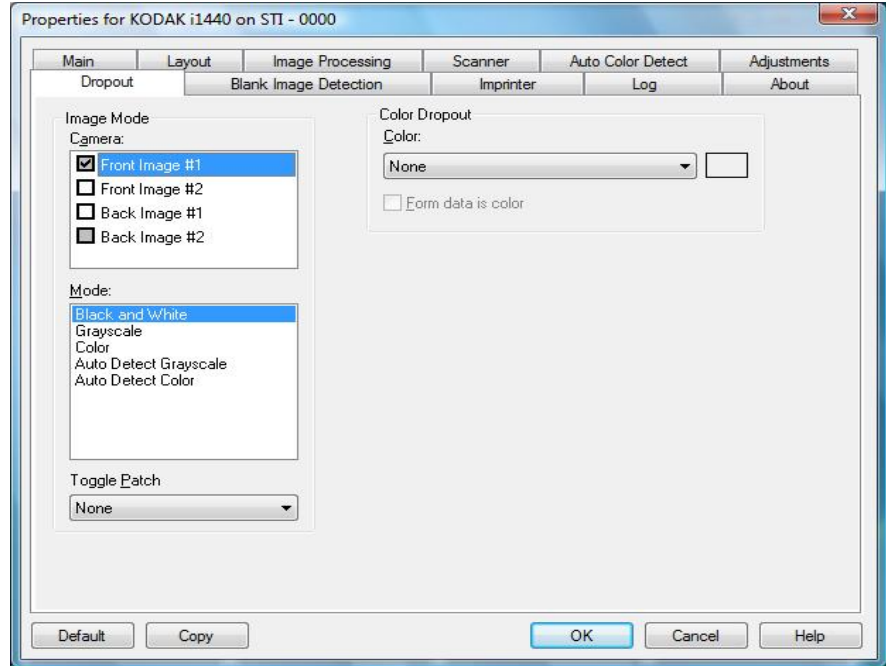 Properties for KODAK i1440 on STI - 0000
Main Layout Image Processing Scanner Auto Color Detect Adjustments
Dropout Blank Image Detection Imprinter Log About
Image Mode
Camera:
Front Image #1
Front Image #2
Back Image #1
Back Image #2
Mode:
Black and White
Grayscale
Color
Auto Detect Grayscale
Auto Detect Color
Toggle Patch
None
Color Dropout
Color:
None
Form data is color
Default Copy OK Cancel Help